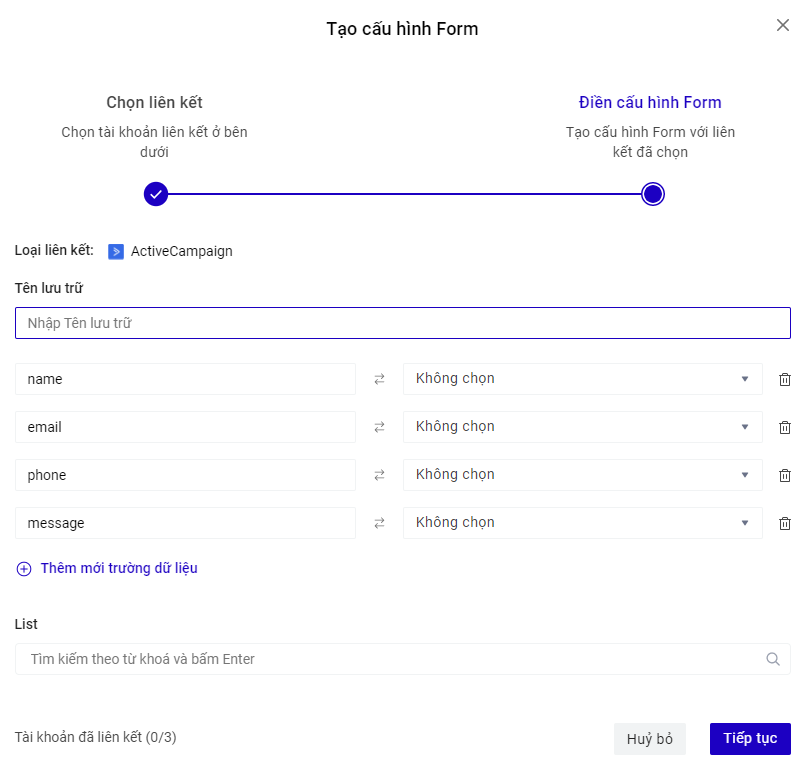 Tạo cấu hình Form
Chọn liên kết
Chọn tài khoản liên kết ở bên
dưới
Điền cấu hình Form
Tạo cấu hình Form với liên
kết đã chọn
Loại liên kết: ActiveCampaign
Tên lưu trữ
Nhập Tên lưu trữ
name Không chọn
email Không chọn
phone Không chọn
message Không chọn
Thêm mới trường dữ liệu
List
Tìm kiếm theo từ khoá và bấm Enter
Tài khoản đã liên kết (0/3) Huỷ bỏ Tiếp tục